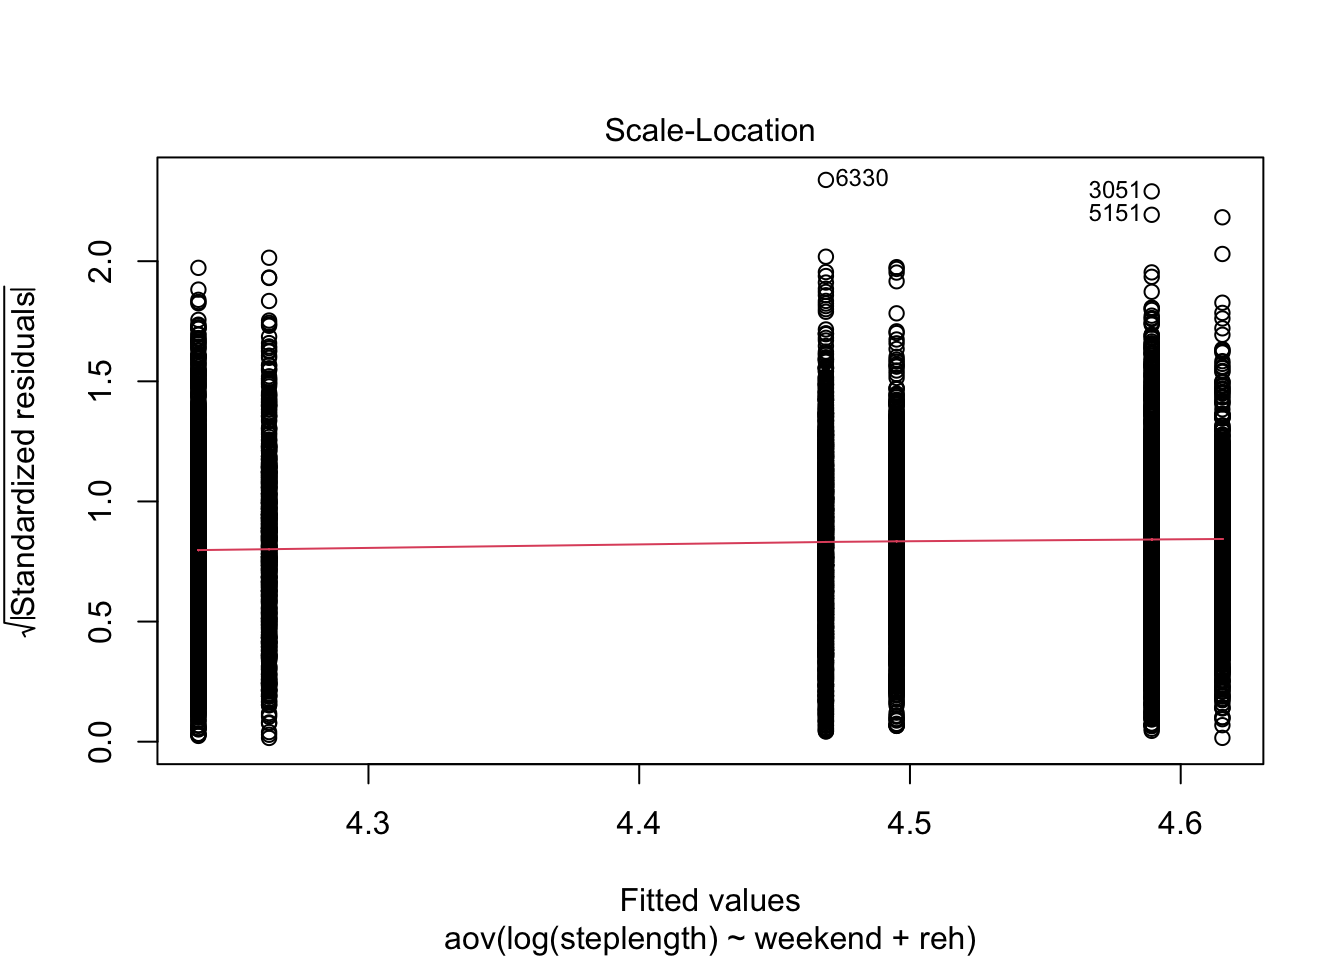 Scale-Location
6330
3051
5151
√|Standardized residuals|
2.0
1.5
1.0
0.5
0.0
4.3 4.4 4.5 4.6
Fitted values
aov(log(steplength) ~ weekend + reh)